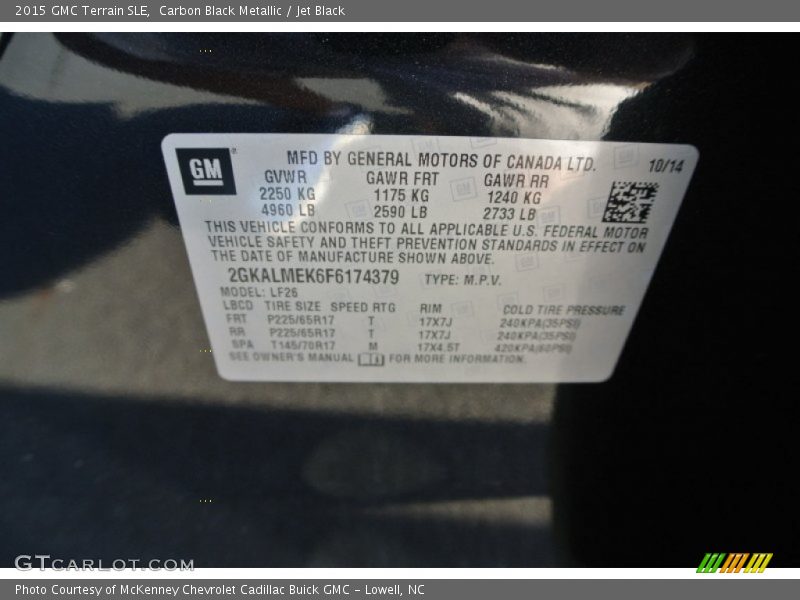 2015 GMC Terrain SLE, Carbon Black Metallic / Jet Black
GM
MFD BY GENERAL MOTORS OF CANADA LTD. 10/14
GVWR GAWR FRT GAWR RR
2250 KG 1175 KG 1240 KG
4960 LB 2590 LB 2733 LB
THIS VEHICLE CONFORMS TO ALL APPLICABLE U.S. FEDERAL MOTOR
VEHICLE SAFETY AND THEFT PREVENTION STANDARDS IN EFFECT ON
THE DATE OF MANUFACTURE SHOWN ABOVE.
2GKALMEK6F6174379 TYPE: M.P.V.
MODEL: LF26
LBCD TIRE SIZE SPEED RTG RIM COLD TIRE PRESSURE
FRT P225/65R17 T 17X7J 240KPA(35PSI)
RR P225/65R17 T 17X7J 240KPA(35PSI)
SPA T145/70R17 M 17X4.5T 420KPA(60PSI)
SEE OWNER'S MANUAL FOR MORE INFORMATION.
GTCARLOT.COM
Photo Courtesy of McKenney Chevrolet Cadillac Buick GMC - Lowell, NC